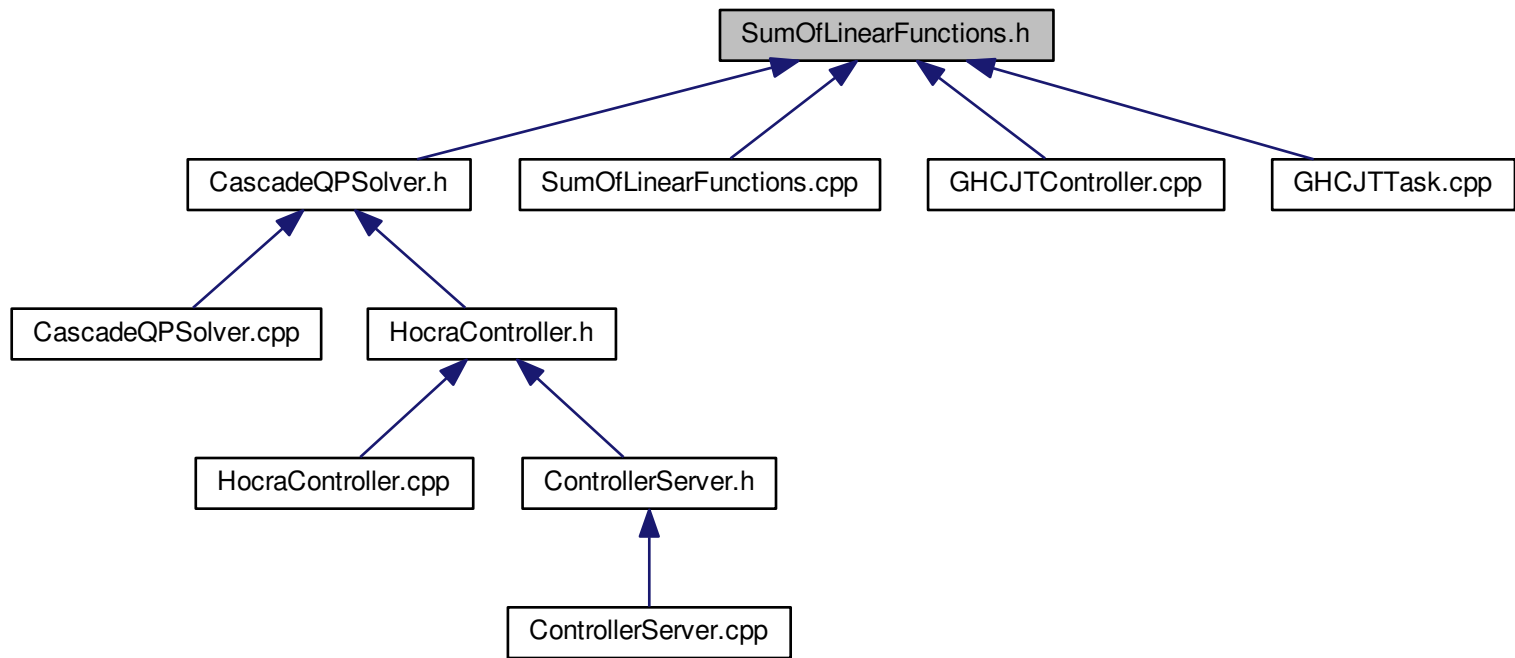 SumOfLinearFunctions.h
CascadeQPSolver.h
SumOfLinearFunctions.cpp
GHCJTController.cpp
GHCJTTask.cpp
CascadeQPSolver.cpp
HocraController.h
HocraController.cpp
ControllerServer.h
ControllerServer.cpp